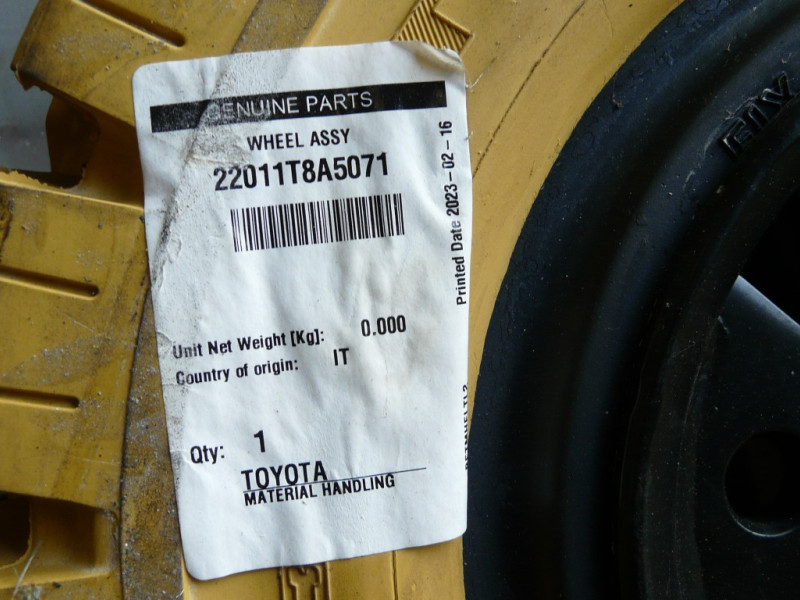 GENUINE PARTS
WHEEL ASSY
22011T8A5071
Printed Date 2023-02-16
Unit Net Weight [Kg]: 0.000
Country of origin: IT
Qty: 1
TOYOTA
MATERIAL HANDLING